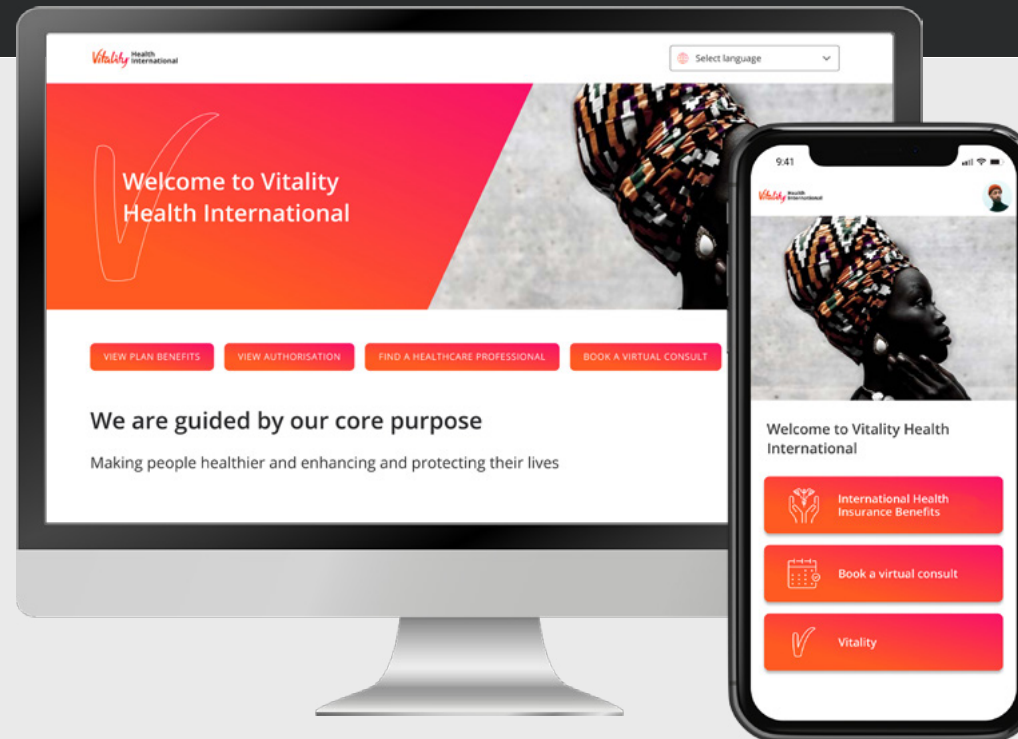 Vitality Health
International
Select language
Welcome to Vitality
Health International
VIEW PLAN BENEFITS
VIEW AUTHORISATION
FIND A HEALTHCARE PROFESSIONAL
BOOK A VIRTUAL CONSULT
We are guided by our core purpose
Making people healthier and enhancing and protecting their lives
9:41
Vitality Health
International
Welcome to Vitality Health
International
International Health
Insurance Benefits
Book a virtual consult
Vitality